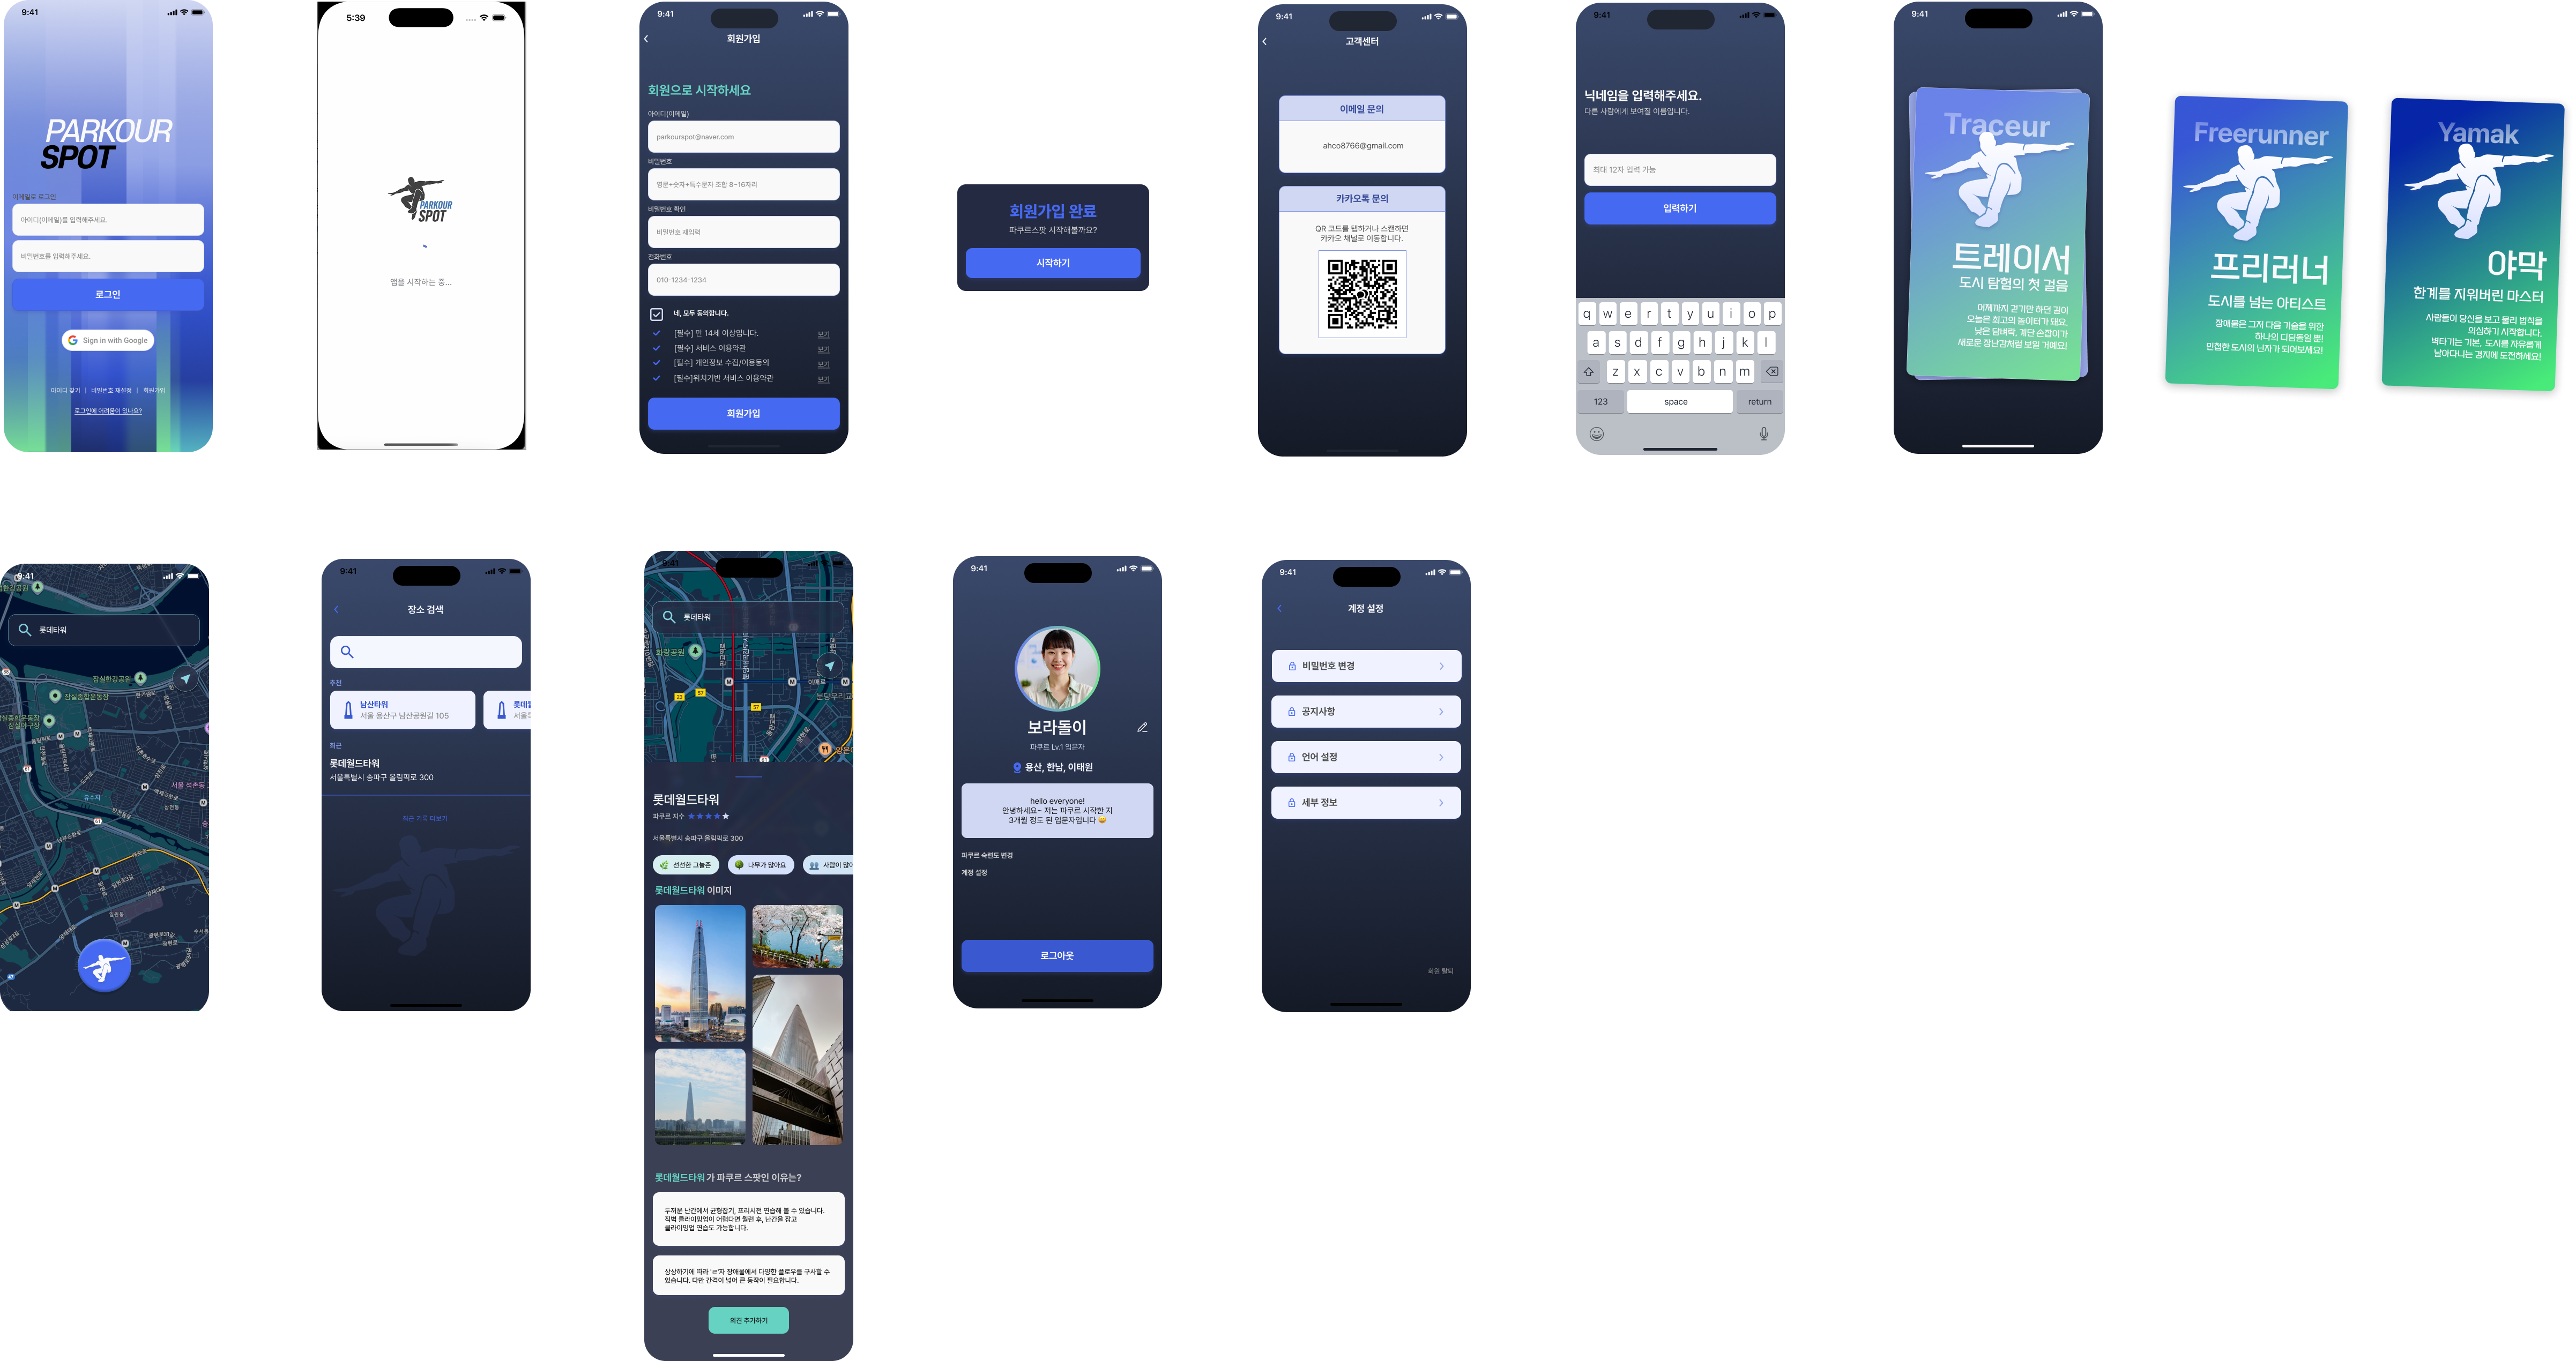 9:41
PARKOUR
SPOT
이메일로 로그인
아이디(이메일)를 입력해주세요.
비밀번호를 입력해주세요.
로그인
Sign in with Google
아이디 찾기 | 비밀번호 재설정 | 회원가입
로그인에 어려움이 있나요?
5:39
PARKOUR
SPOT
앱을 시작하는 중...
9:41
회원가입
회원으로 시작하세요
아이디(이메일)
parkourspot@naver.com
비밀번호
영문+숫자+특수문자 조합 8-16자리
비밀번호 확인
비밀번호 재입력
전화번호
010-1234-1234
네, 모두 동의합니다.
[필수] 만 14세 이상입니다. 보기
[필수] 서비스 이용약관 보기
[필수] 개인정보 수집/이용동의 보기
[필수]위치기반 서비스 이용약관 보기
회원가입
회원가입 완료
파쿠르스팟 시작해볼까요?
시작하기
9:41
고객센터
이메일 문의
ahco8766@gmail.com
카카오톡 문의
QR 코드를 탭하거나 스캔하면
카카오 채널로 이동합니다.
9:41
닉네임을 입력해주세요.
다른 사람에게 보여질 이름입니다.
최대 12자 입력 가능
입력하기
q w e r t y u i o p
a s d f g h j k l
z x c v b n m
123 space return
9:41
Traceur
트레이서
도시 탐험의 첫 걸음
어제까지 걷기만 하던 길이
오늘은 최고의 놀이터가 돼요.
낮은 담벼락, 계단 손잡이가
새로운 장난감처럼 보일 거예요!
Freerunner
프리러너
도시를 넘는 아티스트
장애물은 그저 다음 기술을 위한
하나의 디딤돌일 뿐!
민첩한 도시의 닌자가 되어보세요!
Yamak
야막
한계를 지워버린 마스터
사람들이 당신을 보고 물리 법칙을
의심하기 시작합니다.
벽타기는 기본, 도시를 자유롭게
날아다니는 경지에 도전하세요!
9:41
롯데타워
잠실한강공원
잠실종합운동장
잠실종합운동장
잠실야구장
서울 석촌동
유수지
9:41
장소 검색
추천
남산타워
서울 용산구 남산공원길 105
최근
롯데월드타워
서울특별시 송파구 올림픽로 300
최근 기록 더보기
9:41
롯데타워
화랑공원
23
57
57
롯데월드타워
파쿠르 지수
서울특별시 송파구 올림픽로 300
선선한 그늘존
나무가 많아요
사람이 많아
롯데월드타워 이미지
롯데월드타워가 파쿠르 스팟인 이유는?
두꺼운 난간에서 균형잡기, 프리시전 연습해 볼 수 있습니다.
직벽 클라이밍업이 어렵다면 월런 후, 난간을 잡고
클라이밍업 연습도 가능합니다.
상상하기에 따라 'ㄹ'자 장애물에서 다양한 플로우를 구사할 수
있습니다. 다만 간격이 넓어 큰 동작이 필요합니다.
의견 추가하기
9:41
보라돌이
파쿠르 Lv.1 입문자
용산, 한남, 이태원
hello everyone!
안녕하세요~ 저는 파쿠르 시작한 지
3개월 정도 된 입문자입니다😄
파쿠르 숙련도 변경
계정 설정
로그아웃
9:41
계정 설정
비밀번호 변경
공지사항
언어 설정
세부 정보
회원 탈퇴